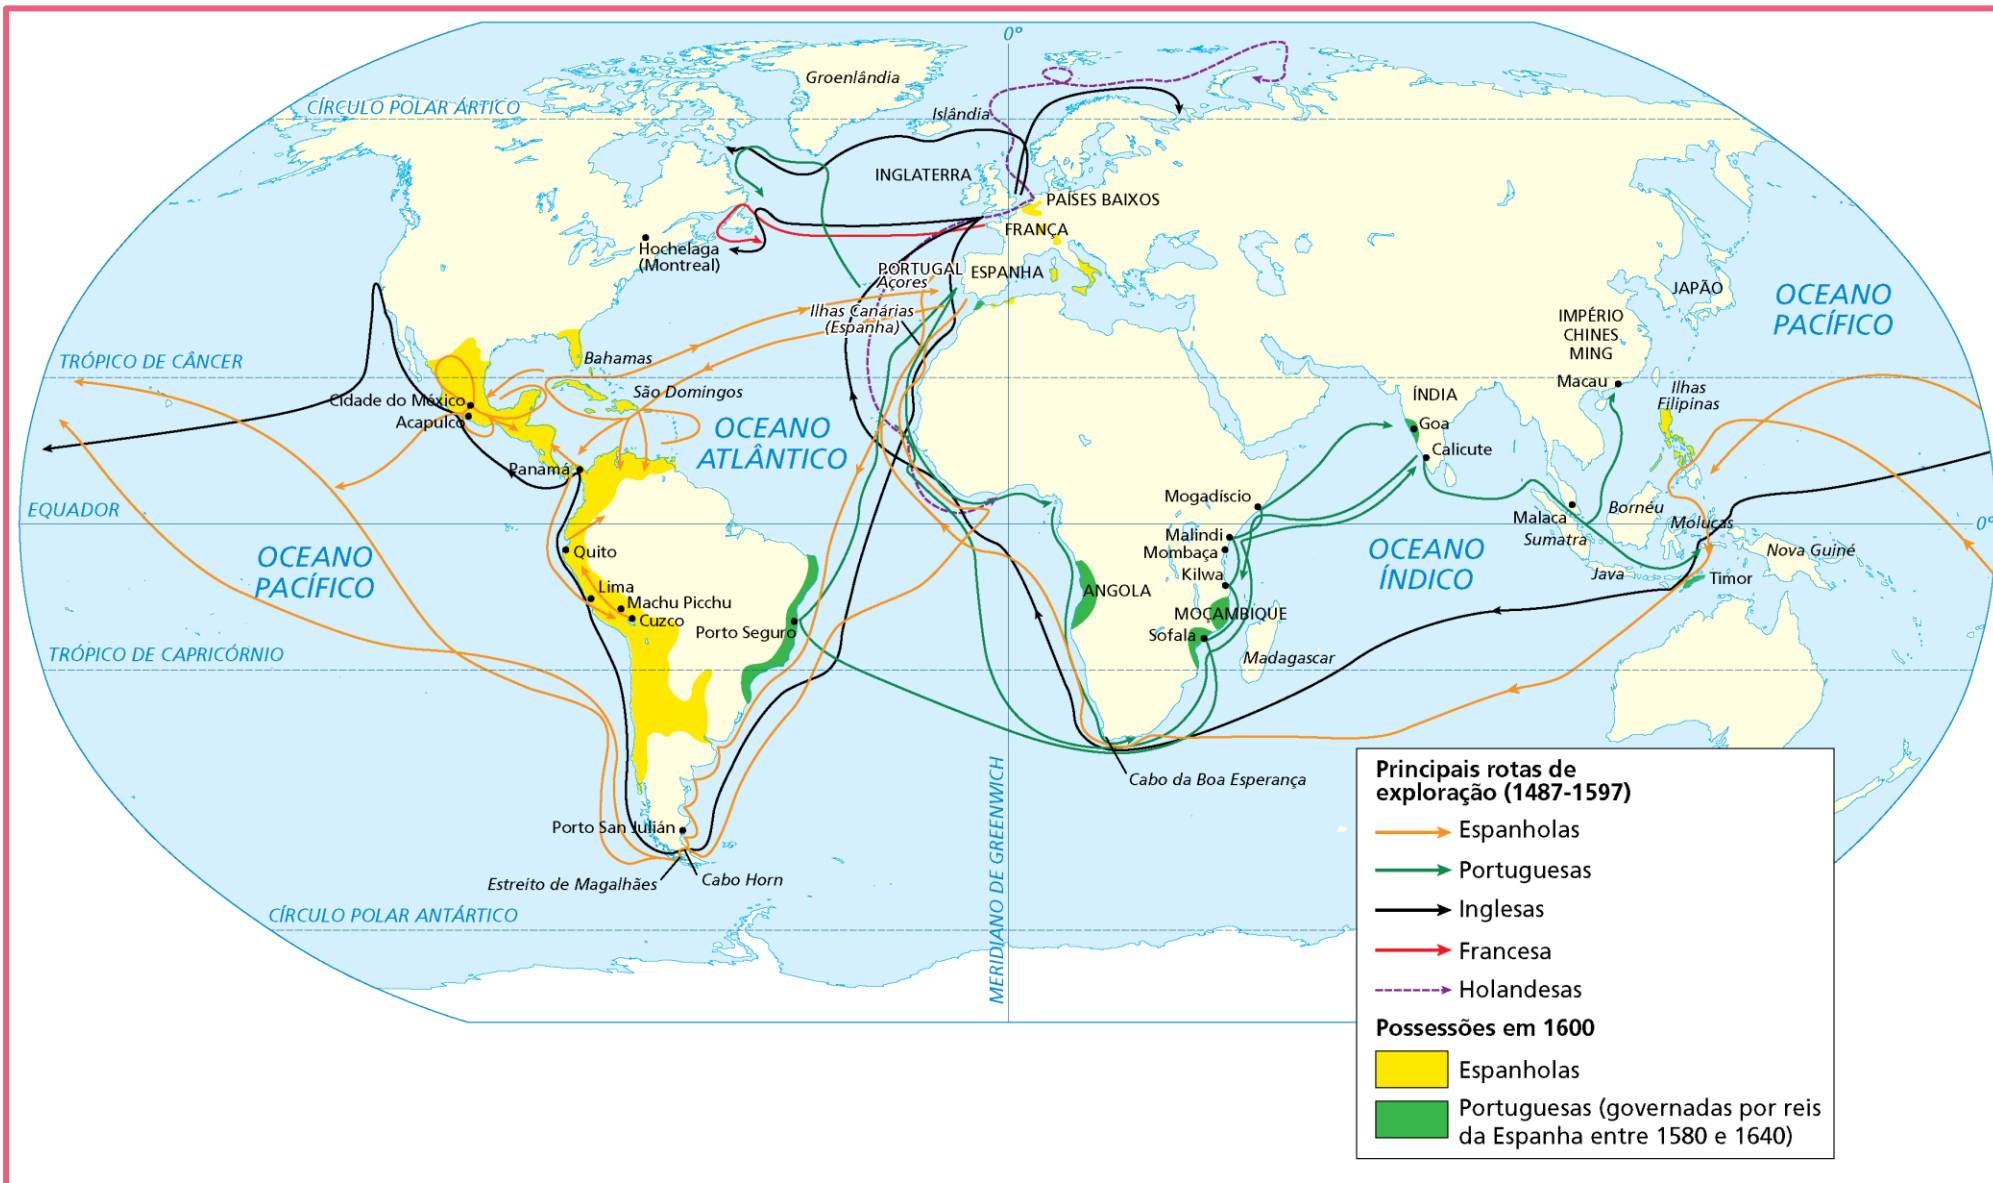 0°
Groenlândia
CÍRCULO POLAR ÁRTICO
Islândia
INGLATERRA
PAÍSES BAIXOS
FRANÇA
Hochelaga
(Montreal)
PORTUGAL
ESPANHA
Açores
Ilhas Canárias
(Espanha)
JAPÃO
OCEANO
PACÍFICO
IMPÉRIO
CHINES
MING
TRÓPICO DE CÂNCER
Bahamas
Macau
Ilhas
Filipinas
ÍNDIA
São Domingos
Cidade do México
Acapulco
Goa
Calicute
OCEANO
ATLÂNTICO
Panamá
Mogadíscio
Malaca
Bornéu
Molucas
Sumatra
EQUADOR
0°
Malindi
Mombaça
OCEANO
PACÍFICO
Quito
OCEANO
ÍNDICO
Nova Guiné
Kilwa
Java
Timor
Lima
Machu Picchu
Cuzco
ANGOLA
MOÇAMBIQUE
Porto Seguro
Sofala
TRÓPICO DE CAPRICÓRNIO
Madagascar
Cabo da Boa Esperança
Porto San Julián
Estreito de Magalhães
Cabo Horn
MERIDIANO DE GREENWICH
CÍRCULO POLAR ANTÁRTICO
Principais rotas de
exploração (1487-1597)
Espanholas
Portuguesas
Inglesas
Francesa
Holandesas
Possessões em 1600
Espanholas
Portuguesas (governadas por reis
da Espanha entre 1580 e 1640)